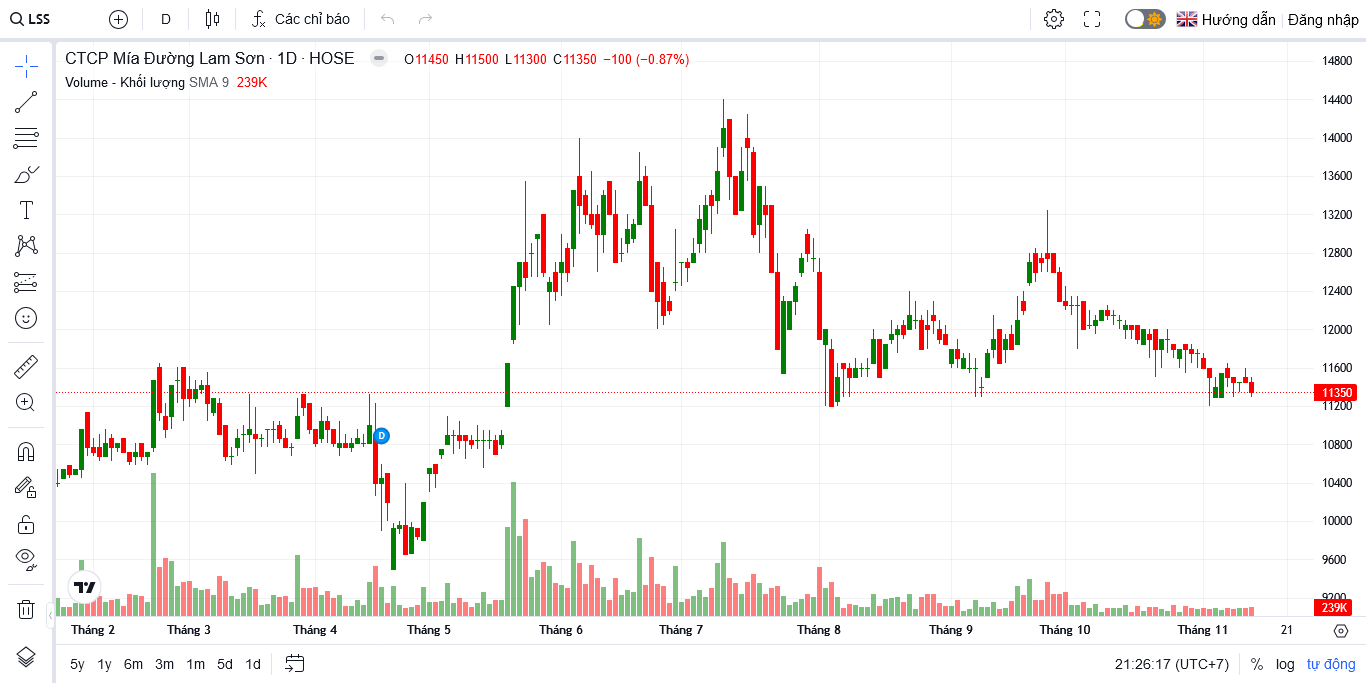 LSS D Các chỉ báo Hướng dẫn Đăng nhập
CTCP Mía Đường Lam Sơn · 1D · HOSE O11450 H11500 L11300 C11350 −100 (−0.87%)
Volume - Khối lượng SMA 9 239K
14800
14400
14000
13600
13200
12800
12400
12000
11600
11350
11200
10800
D
10400
10000
9600
9200
239K
Tháng 2 Tháng 3 Tháng 4 Tháng 5 Tháng 6 Tháng 7 Tháng 8 Tháng 9 Tháng 10 Tháng 11 21
5y 1y 6m 3m 1m 5d 1d 21:26:17 (UTC+7) % log tự động